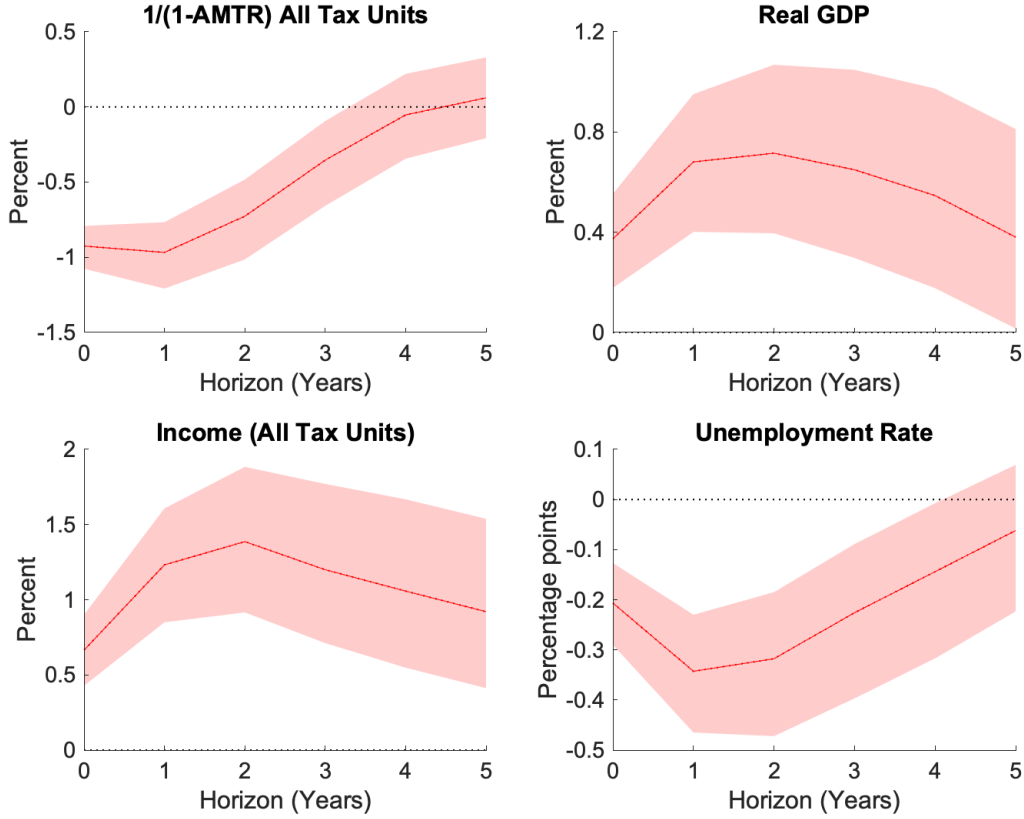 1/(1-AMTR) All Tax Units
0.5
0
-0.5
-1
-1.5
Percent
0 1 2 3 4 5
Horizon (Years)
Real GDP
1.2
0.8
0.4
0
Percent
0 1 2 3 4 5
Horizon (Years)
Income (All Tax Units)
2
1.5
1
0.5
0
Percent
0 1 2 3 4 5
Horizon (Years)
Unemployment Rate
0.1
0
-0.1
-0.2
-0.3
-0.4
-0.5
Percentage points
0 1 2 3 4 5
Horizon (Years)